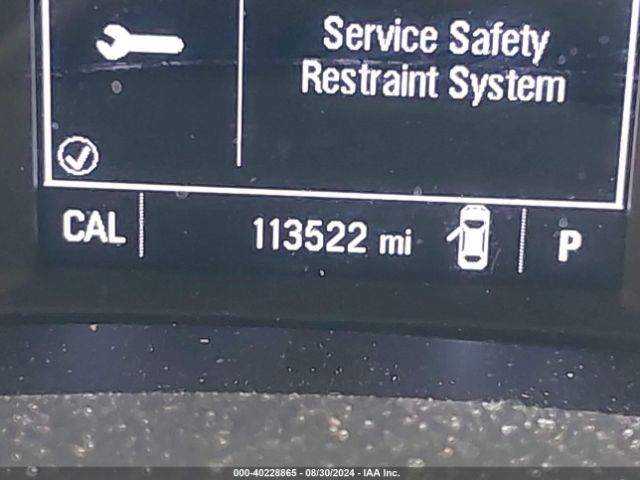 Service Safety
Restraint System
CAL 113522 mi P
000-40228865 - 08/30/2024 - IAA Inc.